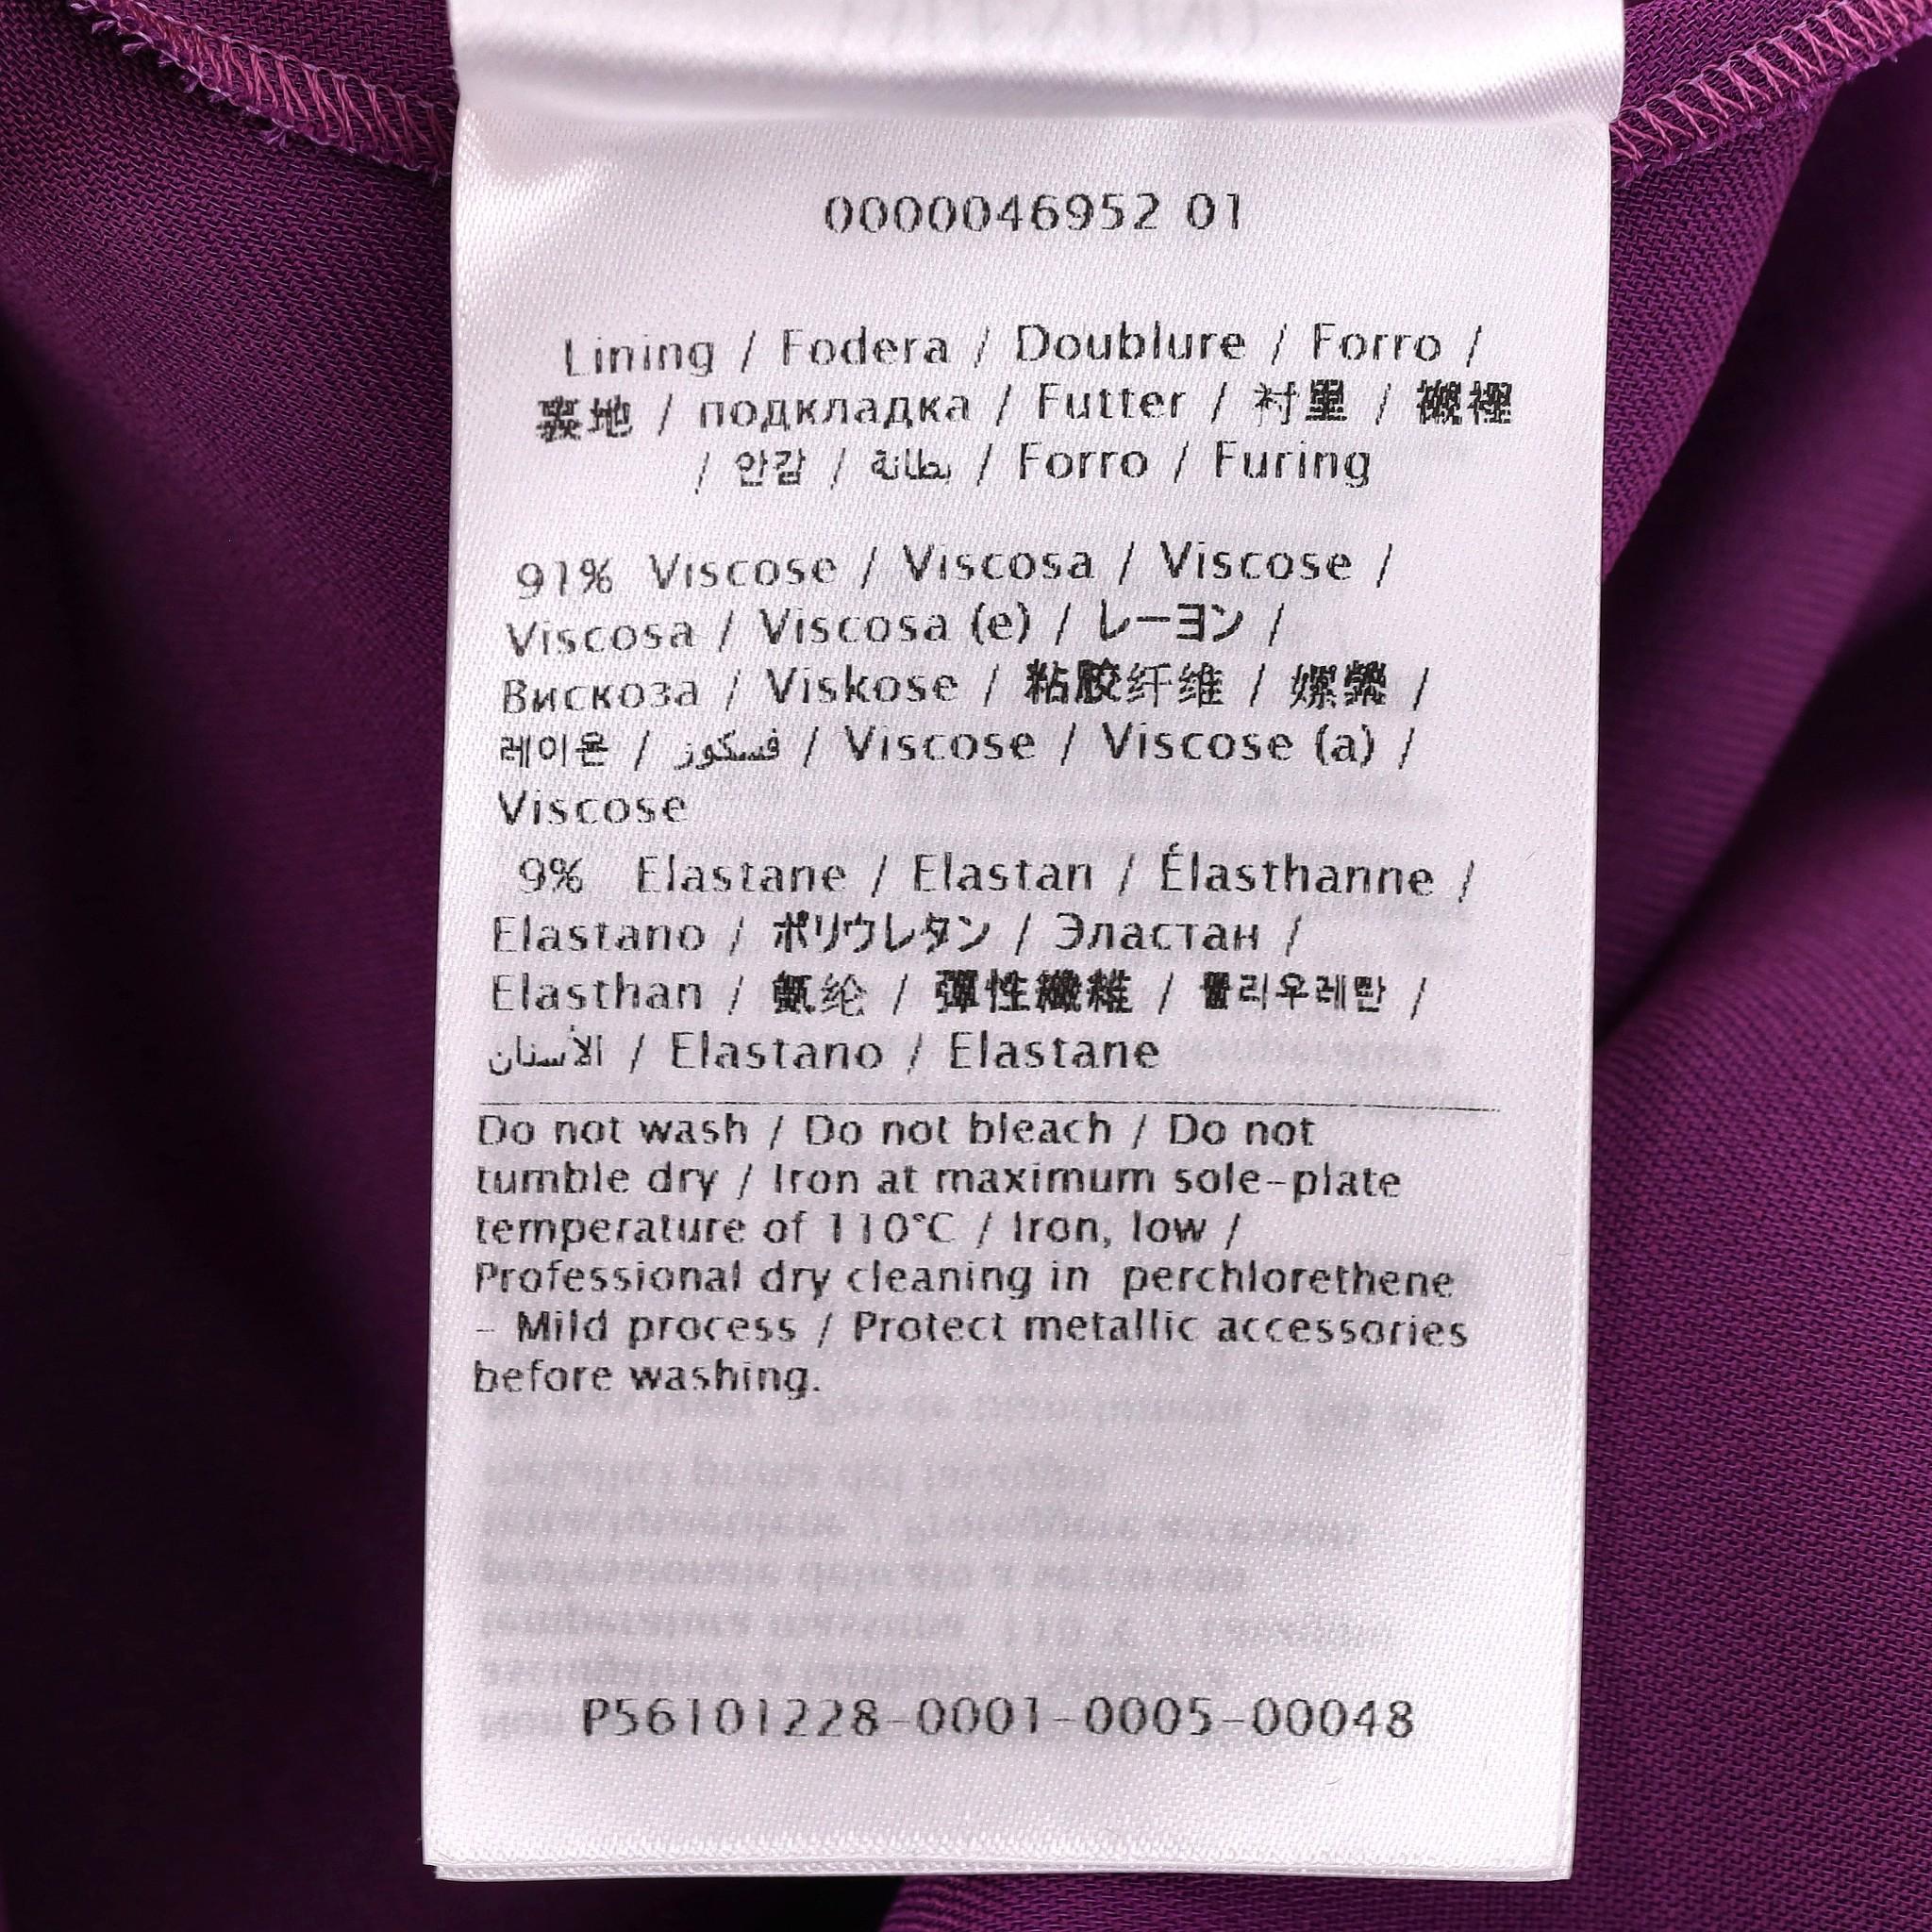 0000046952 01
Lining / Fodera / Doublure / Forro /
裏地 / подкладка / Futter / 衬里 / 襯裡
/ 안감 / بطانة / Forro / Furing
91% Viscose / Viscosa / Viscose /
Viscosa / Viscosa (e) / レーヨン /
Вискоза / Viskose / 粘胶纤维 / 嫘縈 /
레이온 / فسكوز / Viscose / Viscose (a) /
Viscose
9% Elastane / Elastan / Élasthanne /
Elastano / ポリウレタン / Эластан /
Elasthan / 氨纶 / 彈性纖維 / 폴리우레탄 /
الأستان / Elastano / Elastane
Do not wash / Do not bleach / Do not
tumble dry / Iron at maximum sole-plate
temperature of 110°C / Iron, low /
Professional dry cleaning in perchlorethene
- Mild process / Protect metallic accessories
before washing.
P56101228-0001-0005-00048